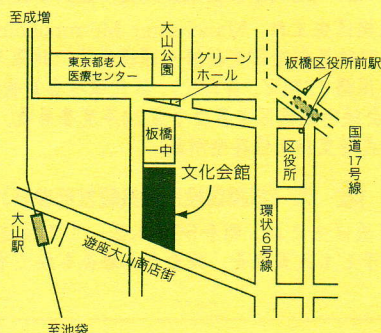 至成増
大山公園
東京都老人
医療センター
グリーン
ホール
板橋区役所前駅
板橋
一中
区役所
国道17号線
文化会館
環状6号線
大山駅
遊座大山商店街
至池袋